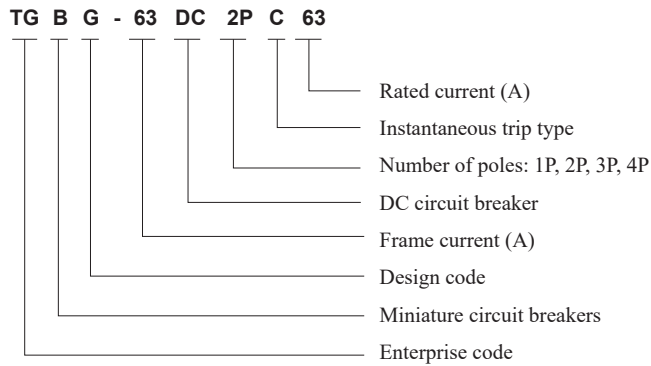 TG B G - 63 DC 2P C 63
Rated current (A)
Instantaneous trip type
Number of poles: 1P, 2P, 3P, 4P
DC circuit breaker
Frame current (A)
Design code
Miniature circuit breakers
Enterprise code